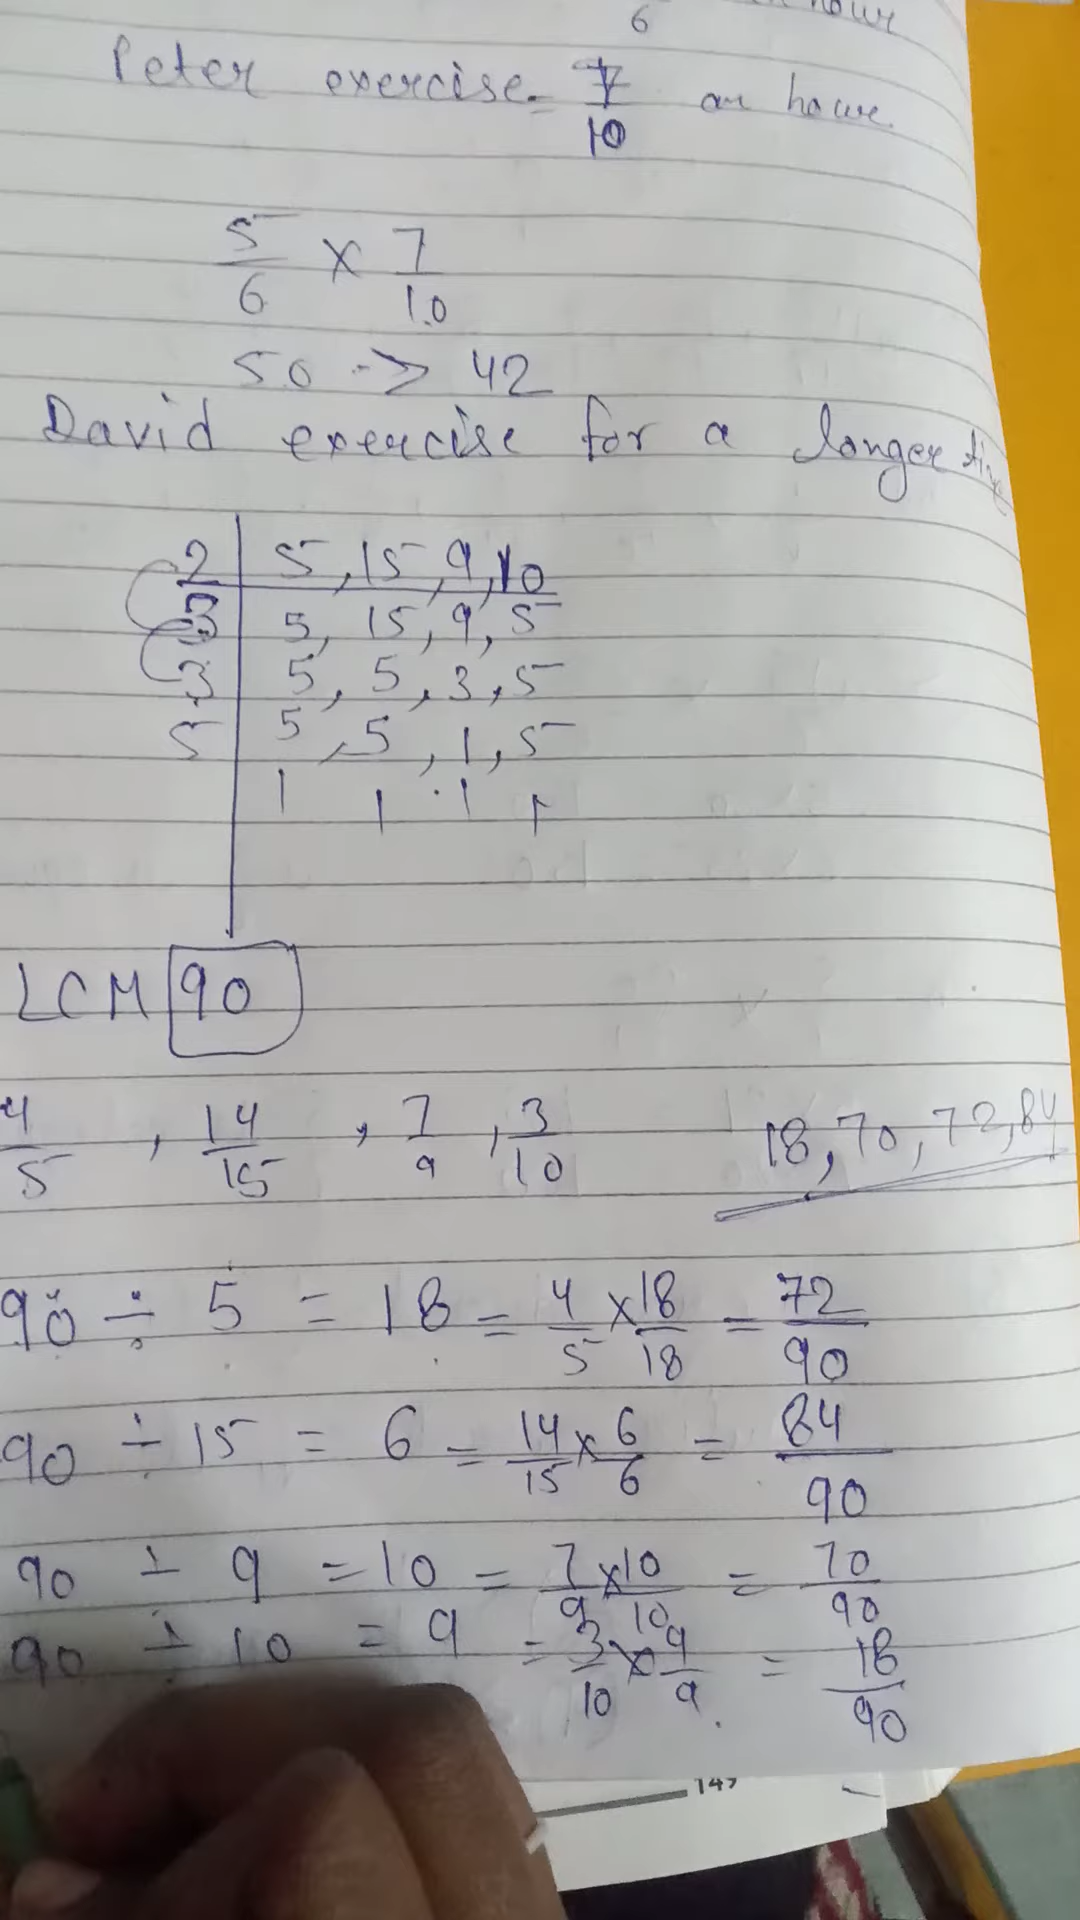 6
Peter exercise = 7/10 an houre.
5/6 × 7/10
50 -> 42
David exercise for a longer
2 | 5, 15, 9, 10
3 | 5, 15, 9, 5
3 | 5, 5, 3, 5
5 | 5, 5, 1, 5
1 1 1 1
LCM 90
4/5, 14/15, 7/9, 3/10 18, 70, 72, 84
90 ÷ 5 = 18 = 4/5 × 18/18 = 72/90
90 ÷ 15 = 6 = 14/15 × 6/6 = 84/90
90 ÷ 9 = 10 = 7/9 × 10/10 = 70/90
90 ÷ 10 = 9 = 3/10 × 9/9 = 18/90